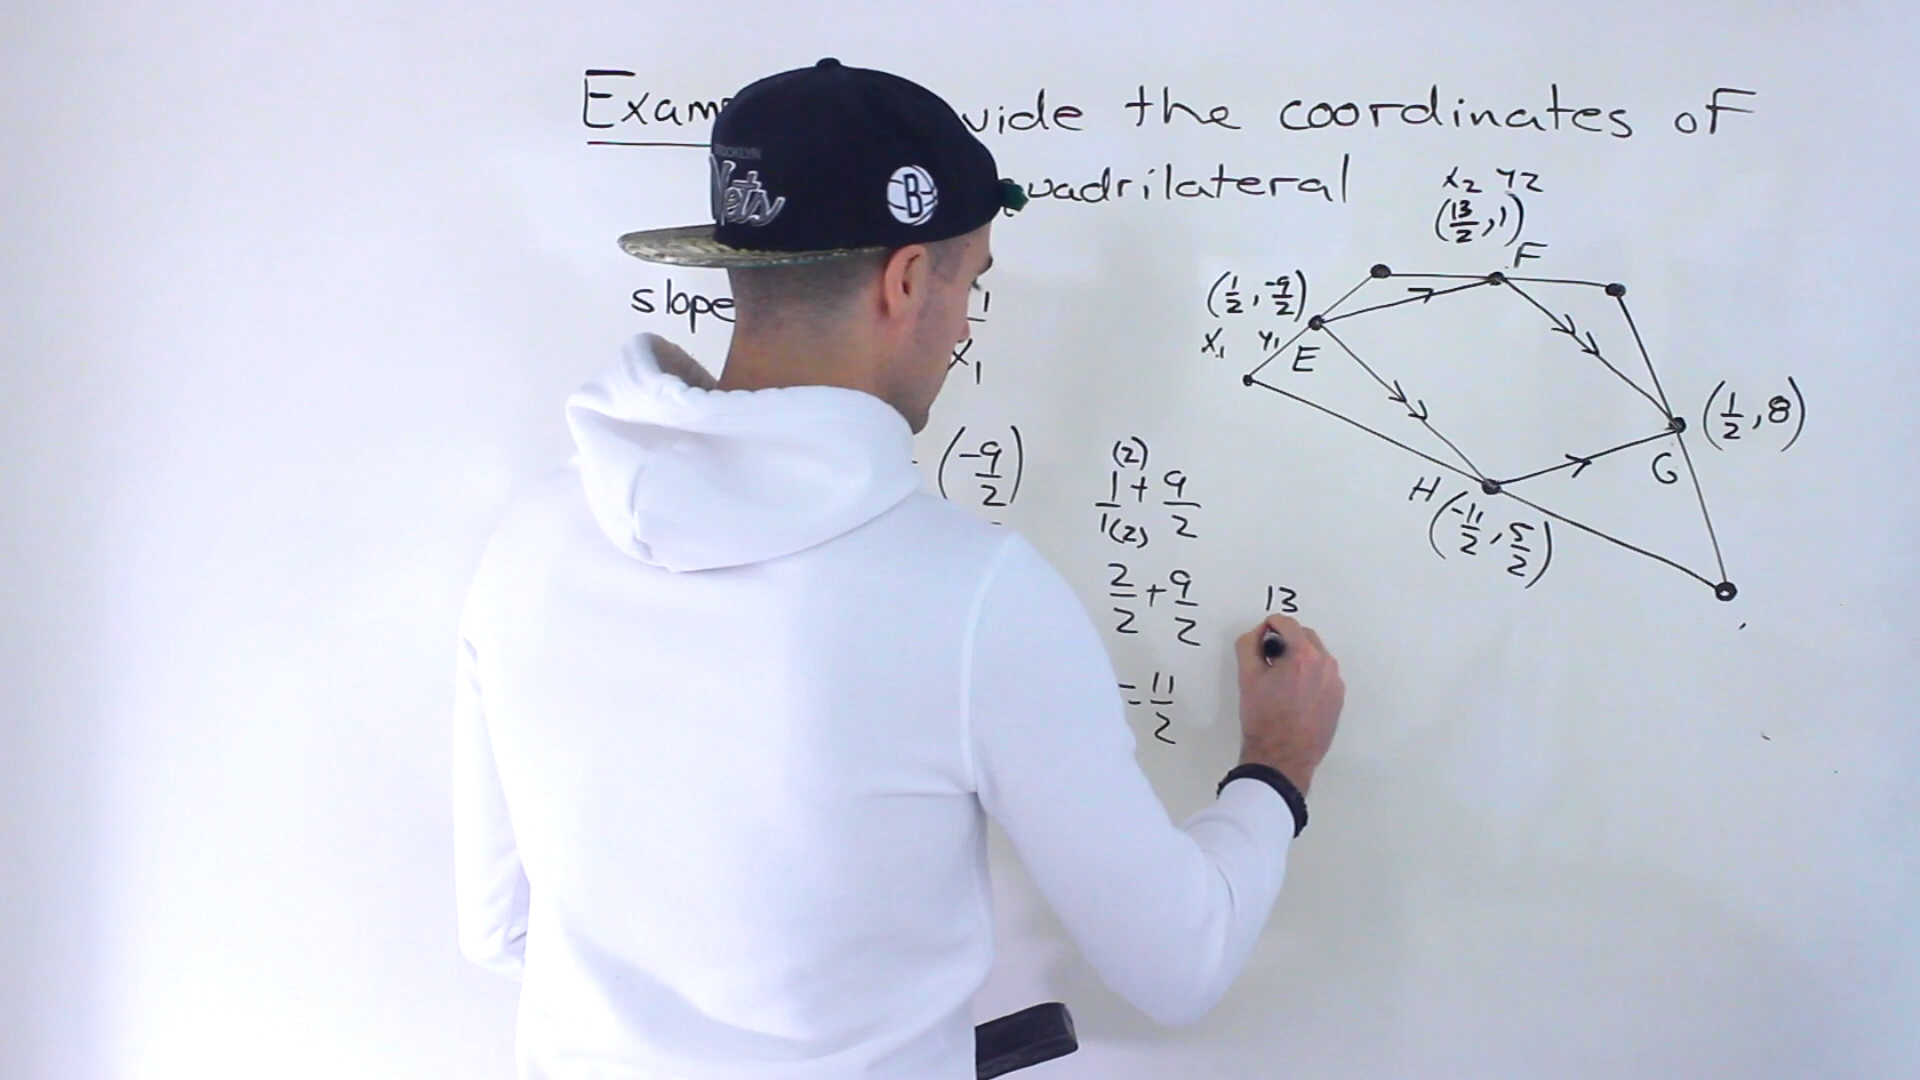 Exam vide the coordinates of
quadrilateral
slope 1
x1
- (-9/2)
(2)
1/1(2) + 9/2
2/2 + 9/2
= 11/2
13
x2 y2
(13/2, 1)
F
(1/2, -9/2)
x1 y1 E
(1/2, 8)
G
H (-11/2, 5/2)
Nets
B